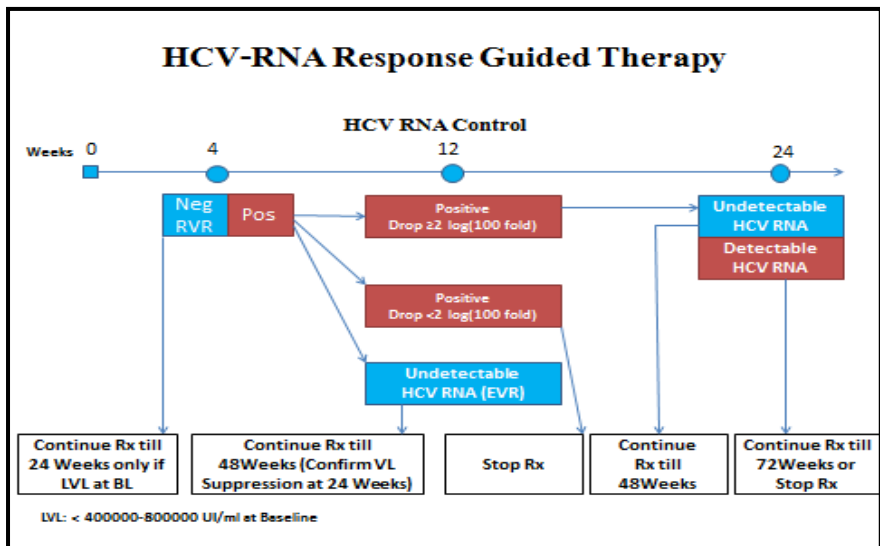 HCV-RNA Response Guided Therapy
HCV RNA Control
Weeks 0 4 12 24
Neg
RVR
Pos
Positive
Drop ≥2 log(100 fold)
Undetectable
HCV RNA
Detectable
HCV RNA
Positive
Drop <2 log(100 fold)
Undetectable
HCV RNA (EVR)
Continue Rx till
24 Weeks only if
LVL at BL
Continue Rx till
48Weeks (Confirm VL
Suppression at 24 Weeks)
Stop Rx
Continue
Rx till
48Weeks
Continue Rx till
72Weeks or
Stop Rx
LVL: < 400000-800000 UI/ml at Baseline